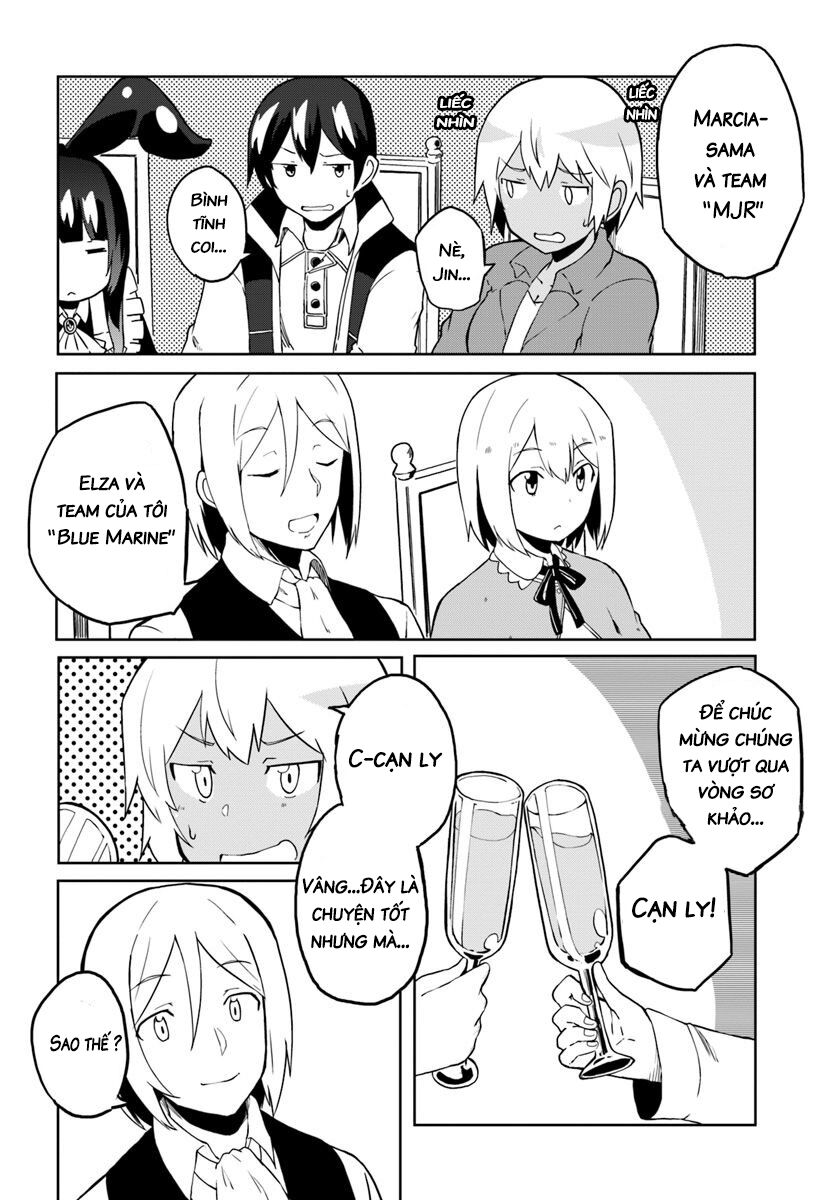 MARCIA-
SAMA
VÀ TEAM
"MJR"
LIẾC
NHÌN
LIẾC
NHÌN
NÈ,
JIN...
BÌNH
TĨNH
COI...
ELZA VÀ
TEAM CỦA TÔI
"BLUE MARINE"
ĐỂ CHÚC
MỪNG CHÚNG
TA VƯỢT QUA
VÒNG SƠ
KHẢO...
CẠN LY!
C-CẠN LY
VÂNG...ĐÂY LÀ
CHUYỆN TỐT
NHƯNG MÀ...
SAO THẾ ?